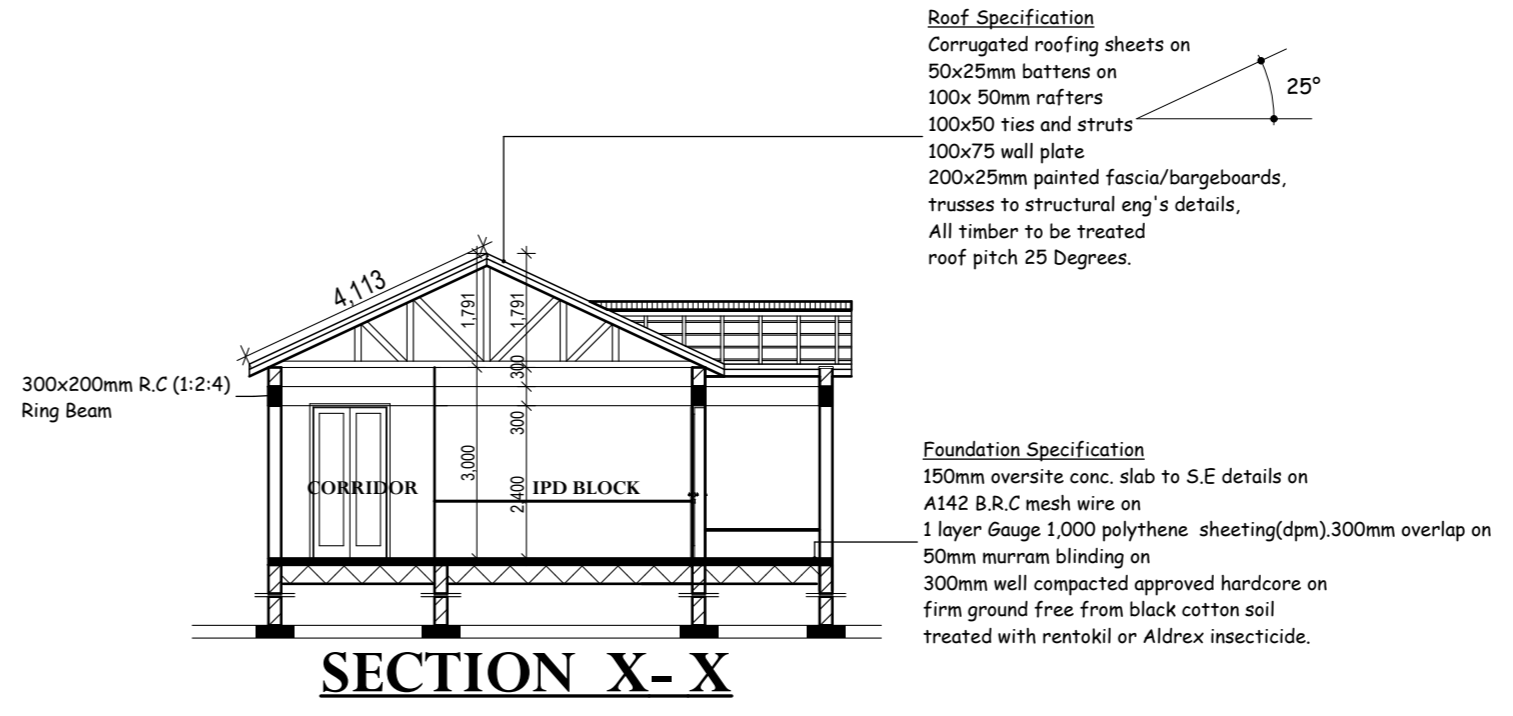 Roof Specification
Corrugated roofing sheets on
50x25mm battens on
100x 50mm rafters
100x50 ties and struts
100x75 wall plate
200x25mm painted fascia/bargeboards,
trusses to structural eng's details,
All timber to be treated
roof pitch 25 Degrees.
25°
4,113
1,791
1,791
300
300x200mm R.C (1:2:4)
Ring Beam
300
3,000
2,400
CORRIDOR
IPD BLOCK
Foundation Specification
150mm oversite conc. slab to S.E details on
A142 B.R.C mesh wire on
1 layer Gauge 1,000 polythene sheeting(dpm).300mm overlap on
50mm murram blinding on
300mm well compacted approved hardcore on
firm ground free from black cotton soil
treated with rentokil or Aldrex insecticide.
SECTION X- X